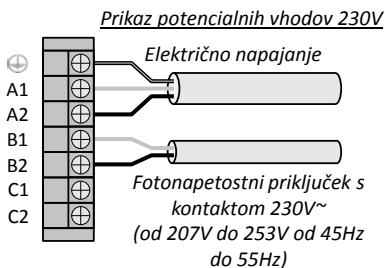 Prikaz potencialnih vhodov 230V
Električno napajanje
A1
A2
B1
B2
C1
C2
Fotonapetostni priključek s
kontaktom 230V~
(od 207V do 253V od 45Hz
do 55Hz)